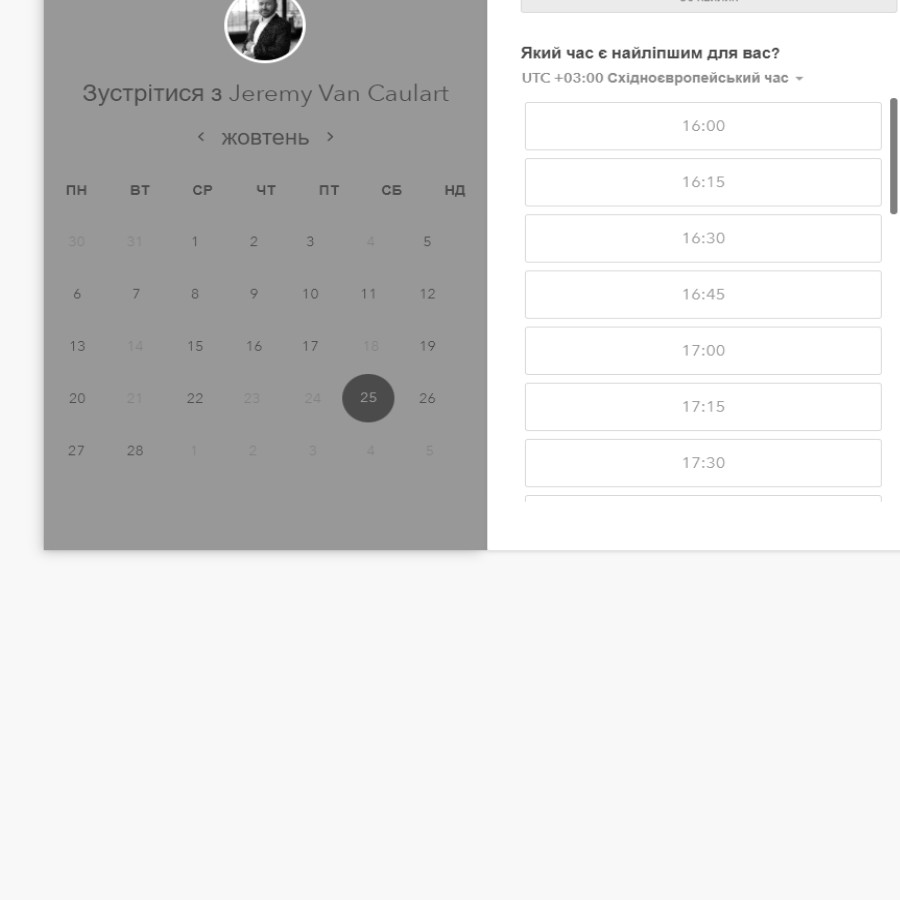 Зустрітися з Jeremy Van Caulart
жовтень
ПН ВТ СР ЧТ ПТ СБ НД
30 31 1 2 3 4 5
6 7 8 9 10 11 12
13 14 15 16 17 18 19
20 21 22 23 24 25 26
27 28 1 2 3 4 5
Який час є найліпшим для вас?
UTC +03:00 Східноєвропейський час
16:00
16:15
16:30
16:45
17:00
17:15
17:30